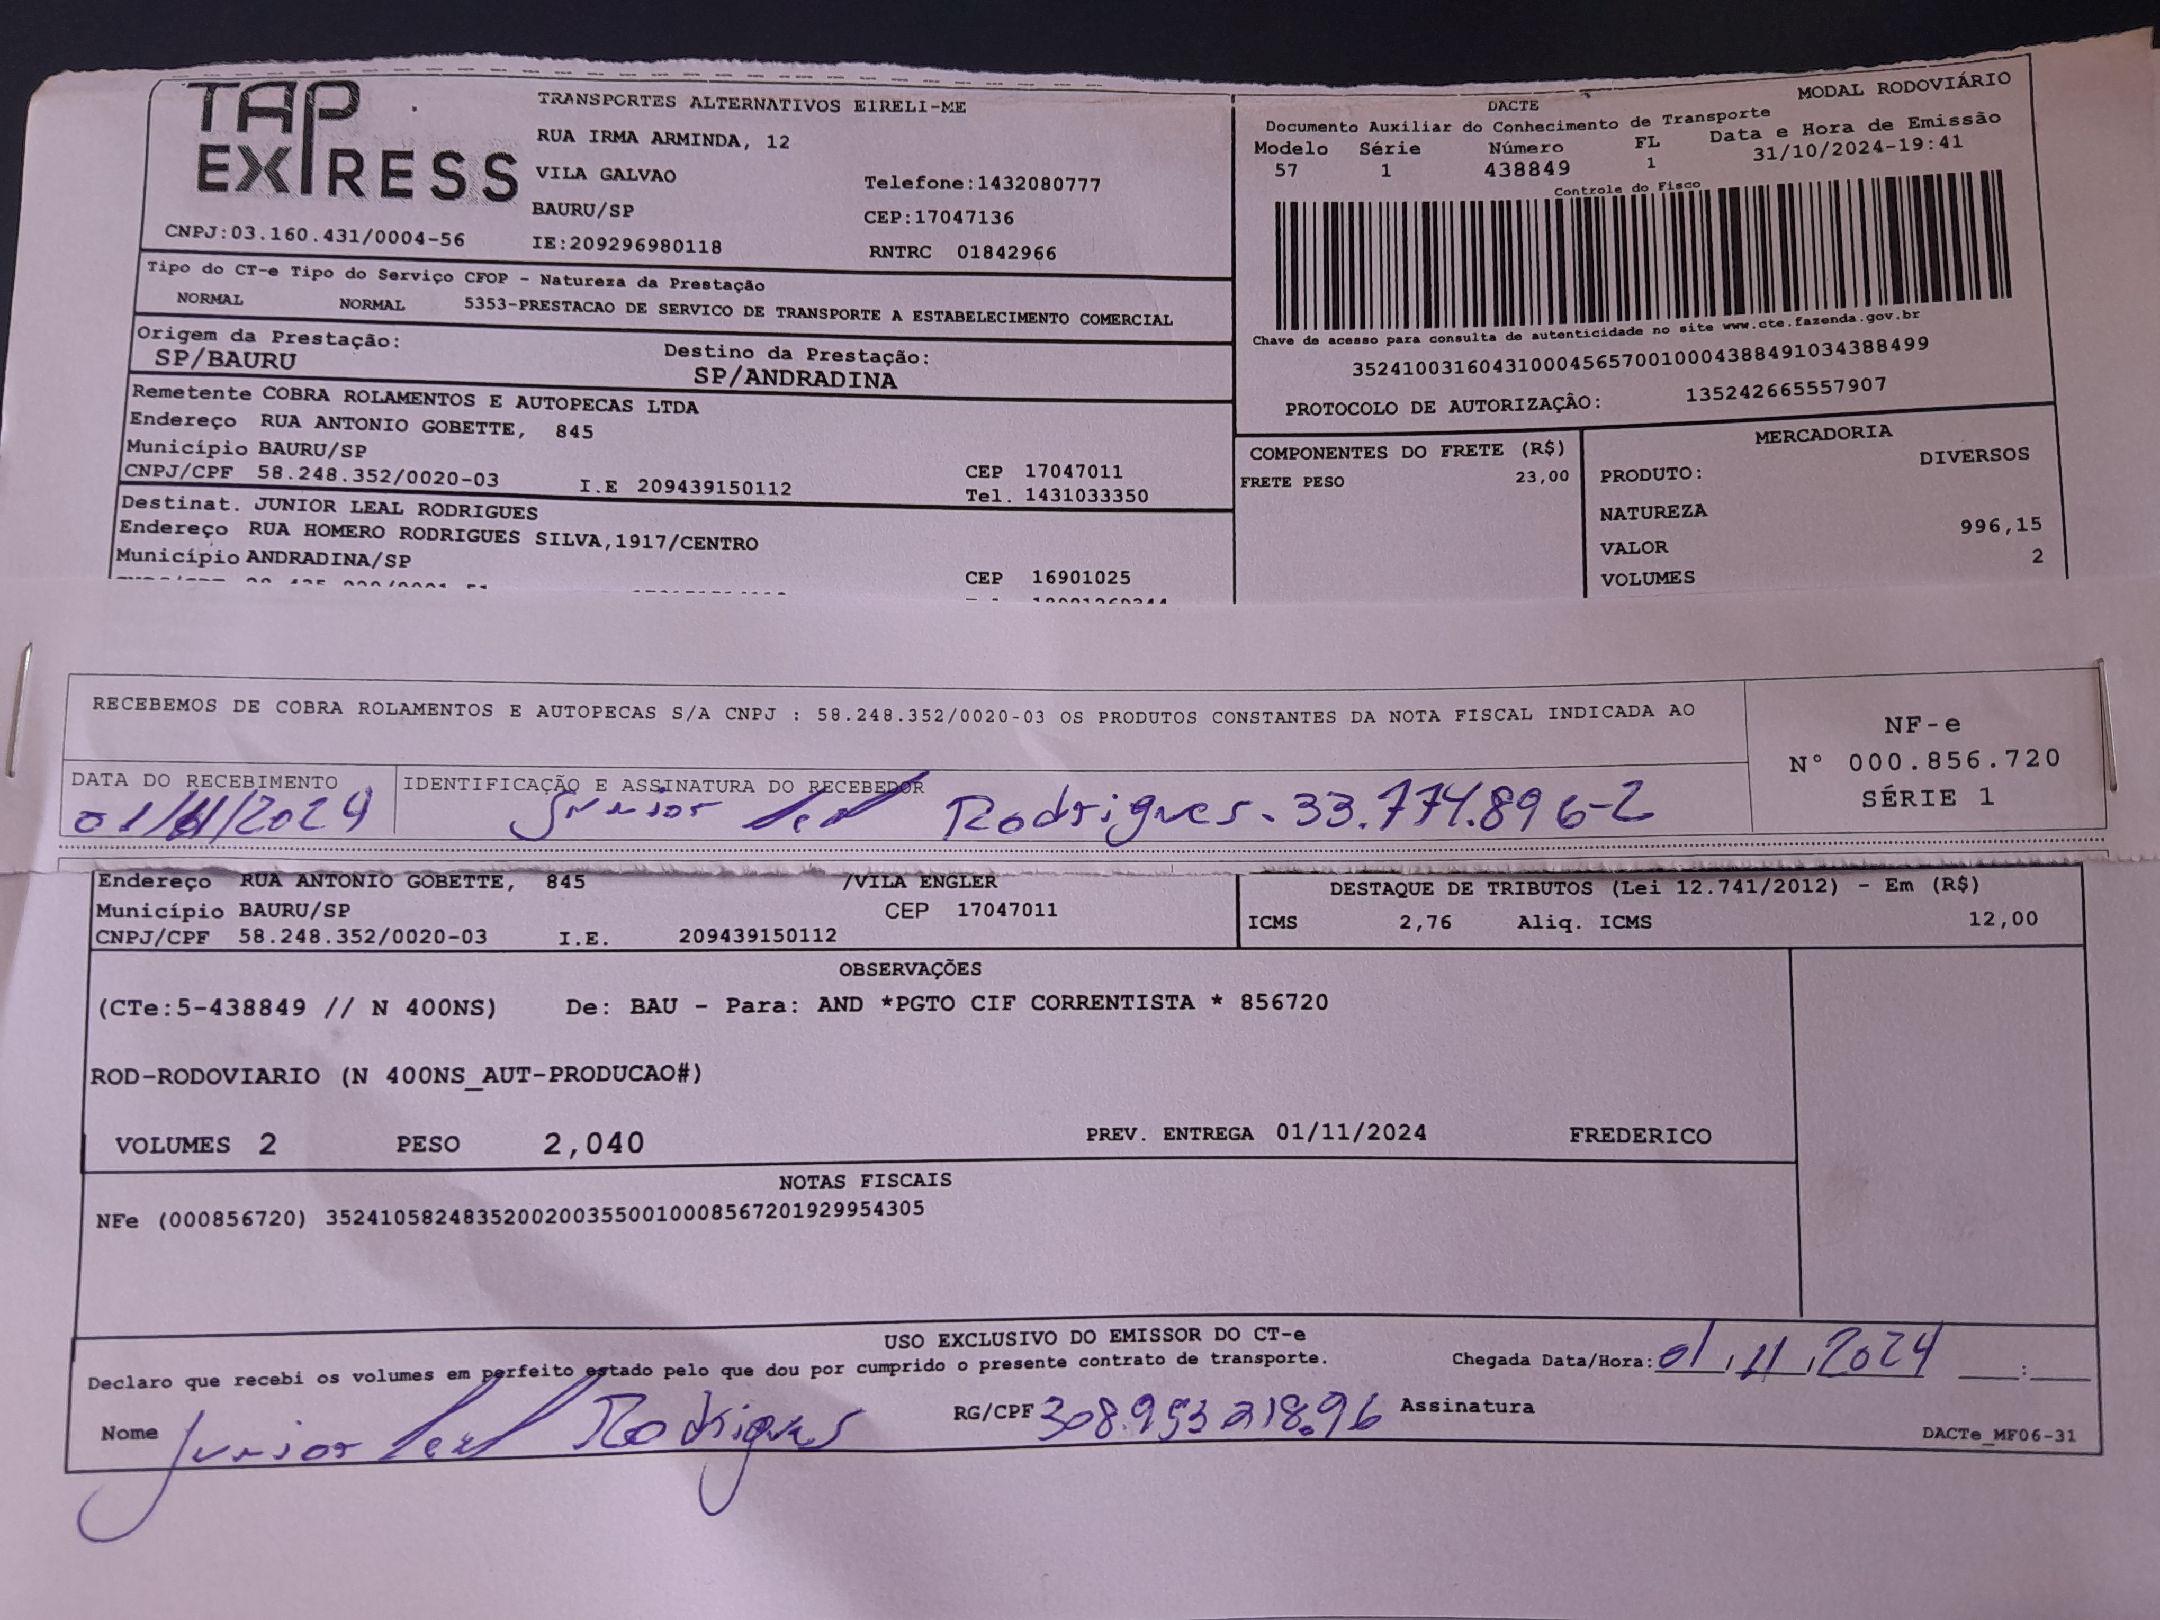 TAP EXPRESS
TRANSPORTES ALTERNATIVOS EIRELI-ME
RUA IRMA ARMINDA, 12
VILA GALVAO
Telefone:1432080777
BAURU/SP
CEP:17047136
CNPJ:03.160.431/0004-56
IE:209296980118
RNTRC 01842966
DACTE
MODAL RODOVIÁRIO
Documento Auxiliar do Conhecimento de Transporte
Modelo Série Número FL Data e Hora de Emissão
57 1 438849 1 31/10/2024-19:41
Controle do Fisco
Chave de acesso para consulta de autenticidade no site www.cte.fazenda.gov.br
35241003160431000456570010004388491034388499
PROTOCOLO DE AUTORIZAÇÃO: 135242665557907
Tipo do CT-e Tipo do Serviço CFOP - Natureza da Prestação
NORMAL NORMAL 5353-PRESTACAO DE SERVICO DE TRANSPORTE A ESTABELECIMENTO COMERCIAL
Origem da Prestação:
SP/BAURU
Destino da Prestação:
SP/ANDRADINA
Remetente COBRA ROLAMENTOS E AUTOPECAS LTDA
Endereço RUA ANTONIO GOBETTE, 845
Município BAURU/SP
CEP 17047011
CNPJ/CPF 58.248.352/0020-03 I.E 209439150112 Tel. 1431033350
Destinat. JUNIOR LEAL RODRIGUES
Endereço RUA HOMERO RODRIGUES SILVA,1917/CENTRO
Município ANDRADINA/SP
CEP 16901025
COMPONENTES DO FRETE (R$)
FRETE PESO 23,00
MERCADORIA
PRODUTO: DIVERSOS
NATUREZA
VALOR 996,15
VOLUMES 2
RECEBEMOS DE COBRA ROLAMENTOS E AUTOPECAS S/A CNPJ : 58.248.352/0020-03 OS PRODUTOS CONSTANTES DA NOTA FISCAL INDICADA AO
NF-e
Nº 000.856.720
SÉRIE 1
DATA DO RECEBIMENTO
01/11/2024
IDENTIFICAÇÃO E ASSINATURA DO RECEBEDOR
Junior Leal Rodrigues. 33.774.896-2
Endereço RUA ANTONIO GOBETTE, 845 /VILA ENGLER
Município BAURU/SP CEP 17047011
CNPJ/CPF 58.248.352/0020-03 I.E. 209439150112
DESTAQUE DE TRIBUTOS (Lei 12.741/2012) - Em (R$)
ICMS 2,76 Aliq. ICMS 12,00
OBSERVAÇÕES
(CTe:5-438849 // N 400NS) De: BAU - Para: AND *PGTO CIF CORRENTISTA * 856720
ROD-RODOVIARIO (N 400NS_AUT-PRODUCAO#)
VOLUMES 2 PESO 2,040 PREV. ENTREGA 01/11/2024 FREDERICO
NOTAS FISCAIS
NFe (000856720) 35241058248352002003550010008567201929954305
USO EXCLUSIVO DO EMISSOR DO CT-e
Declaro que recebi os volumes em perfeito estado pelo que dou por cumprido o presente contrato de transporte.
Chegada Data/Hora: 01.11.2024 ___:___
Nome Junior Leal Rodrigues RG/CPF 308.953218.96 Assinatura
DACTe_MF06-31